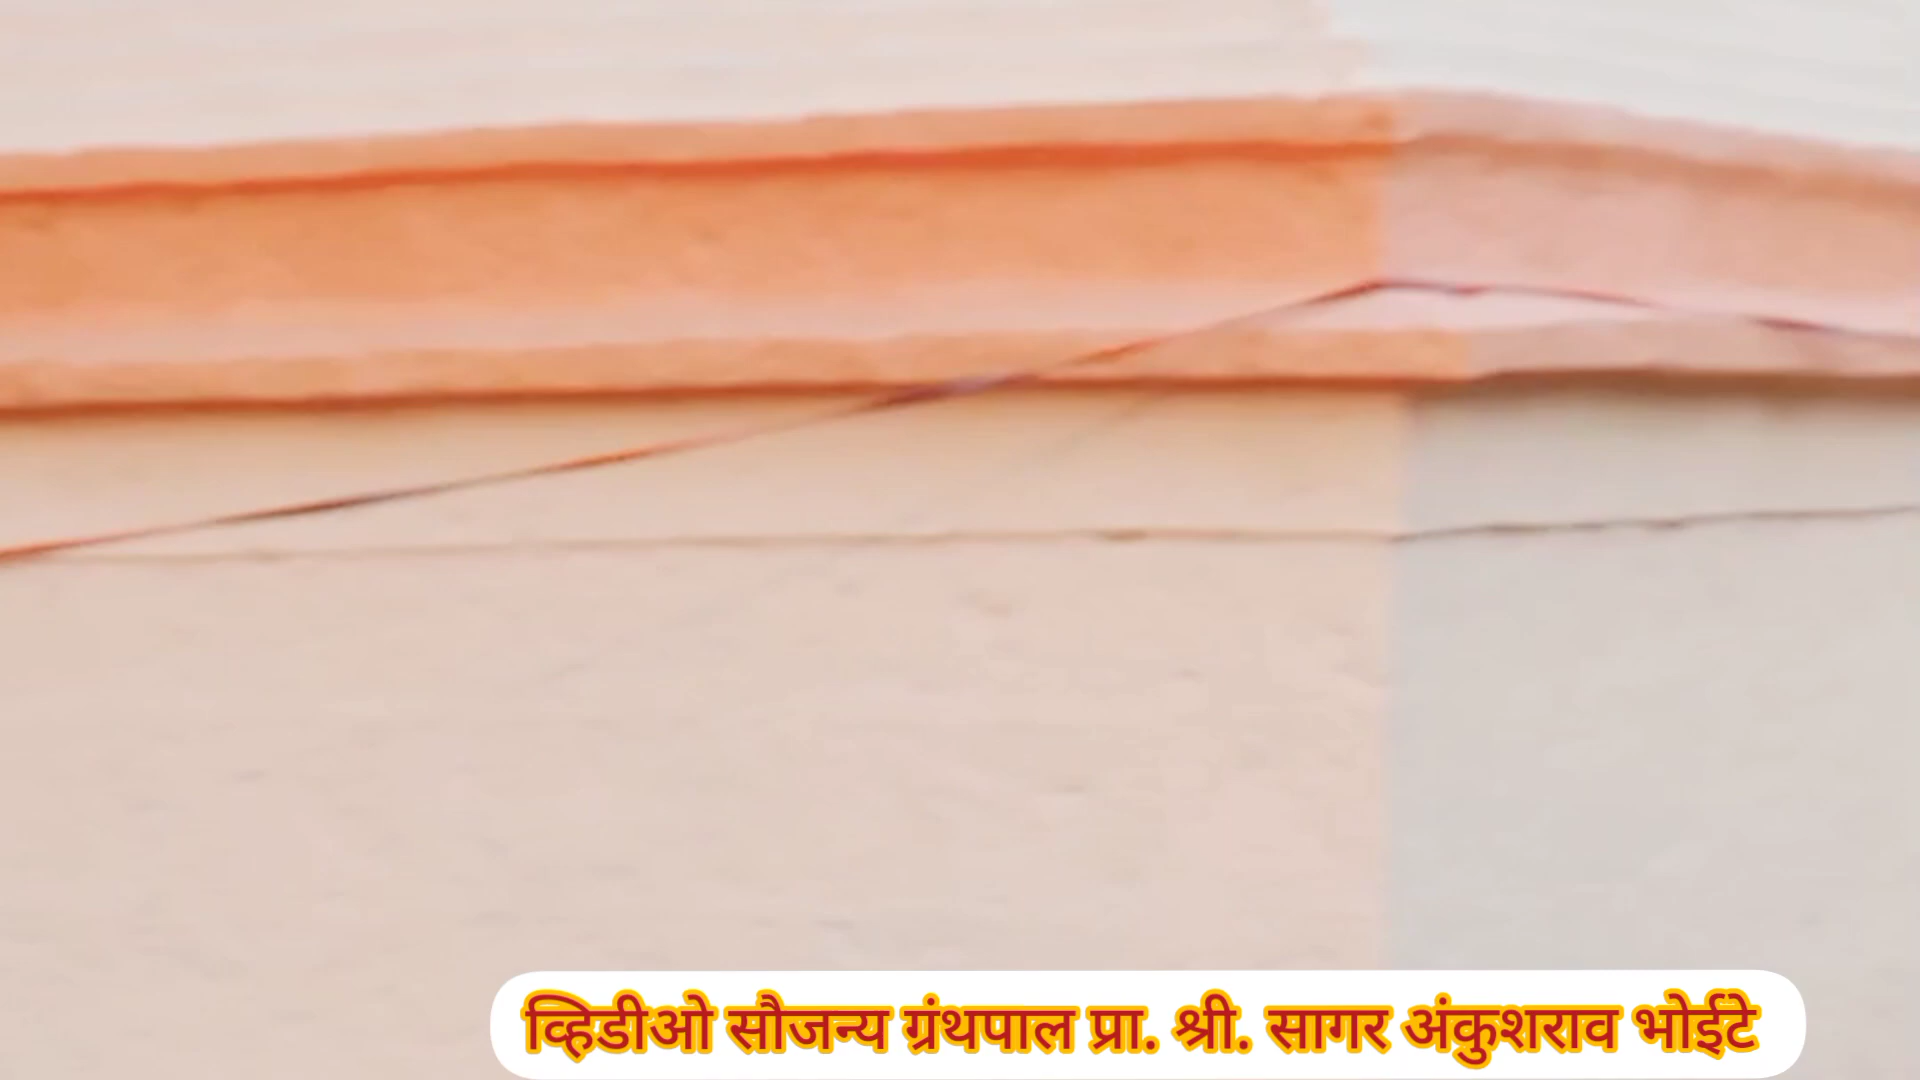 व्हिडीओ सौजन्य ग्रंथपाल प्रा. श्री. सागर अंकुशराव भोईटे